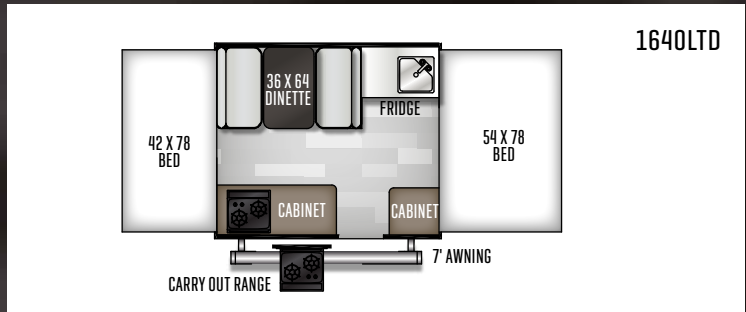 1640LTD
36 X 64
DINETTE
FRIDGE
42 X 78
BED
54 X 78
BED
CABINET
CABINET
7' AWNING
CARRY OUT RANGE